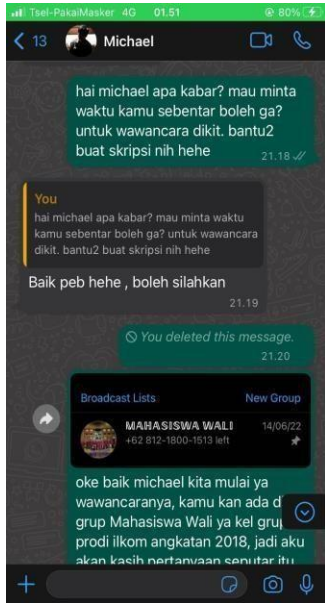 Tsel-PakaiMasker 4G 01.51 80%
13 Michael
hai michael apa kabar? mau minta
waktu kamu sebentar boleh ga?
untuk wawancara dikit. bantu2
buat skripsi nih hehe
21.18
You
hai michael apa kabar? mau minta waktu
kamu sebentar boleh ga? untuk wawancara
dikit. bantu2 buat skripsi nih hehe
Baik peb hehe , boleh silahkan
21.19
You deleted this message.
21.20
Broadcast Lists New Group
MAHASISWA WALI 14/06/22
+62 812-1800-1513 left
oke baik michael kita mulai ya
wawancaranya, kamu kan ada
grup Mahasiswa Wali ya kel
prodi ilkom angkatan 2018, jadi aku
akan kasih pertanyaan seputar itu